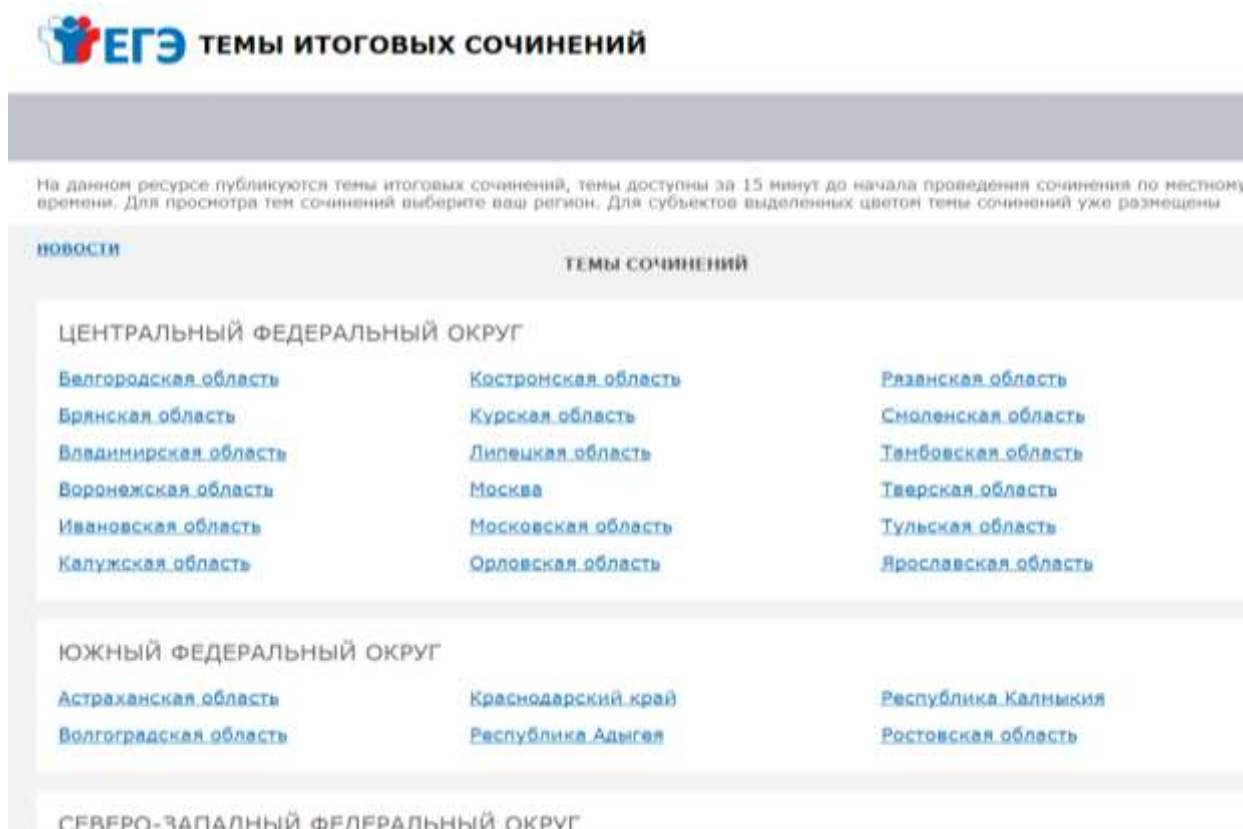 ЕГЭ ТЕМЫ ИТОГОВЫХ СОЧИНЕНИЙ
На данном ресурсе публикуются темы итоговых сочинений, темы доступны за 15 минут до начала проведения сочинения по местному
времени. Для просмотра тем сочинений выберите ваш регион. Для субъектов выделенных цветом темы сочинений уже размещены
НОВОСТИ
ТЕМЫ СОЧИНЕНИЙ
ЦЕНТРАЛЬНЫЙ ФЕДЕРАЛЬНЫЙ ОКРУГ
Белгородская область Костромская область Рязанская область
Брянская область Курская область Смоленская область
Владимирская область Липецкая область Тамбовская область
Воронежская область Москва Тверская область
Ивановская область Московская область Тульская область
Калужская область Орловская область Ярославская область
ЮЖНЫЙ ФЕДЕРАЛЬНЫЙ ОКРУГ
Астраханская область Краснодарский край Республика Калмыкия
Волгоградская область Республика Адыгея Ростовская область
СЕВЕРО-ЗАПАДНЫЙ ФЕДЕРАЛЬНЫЙ ОКРУГ